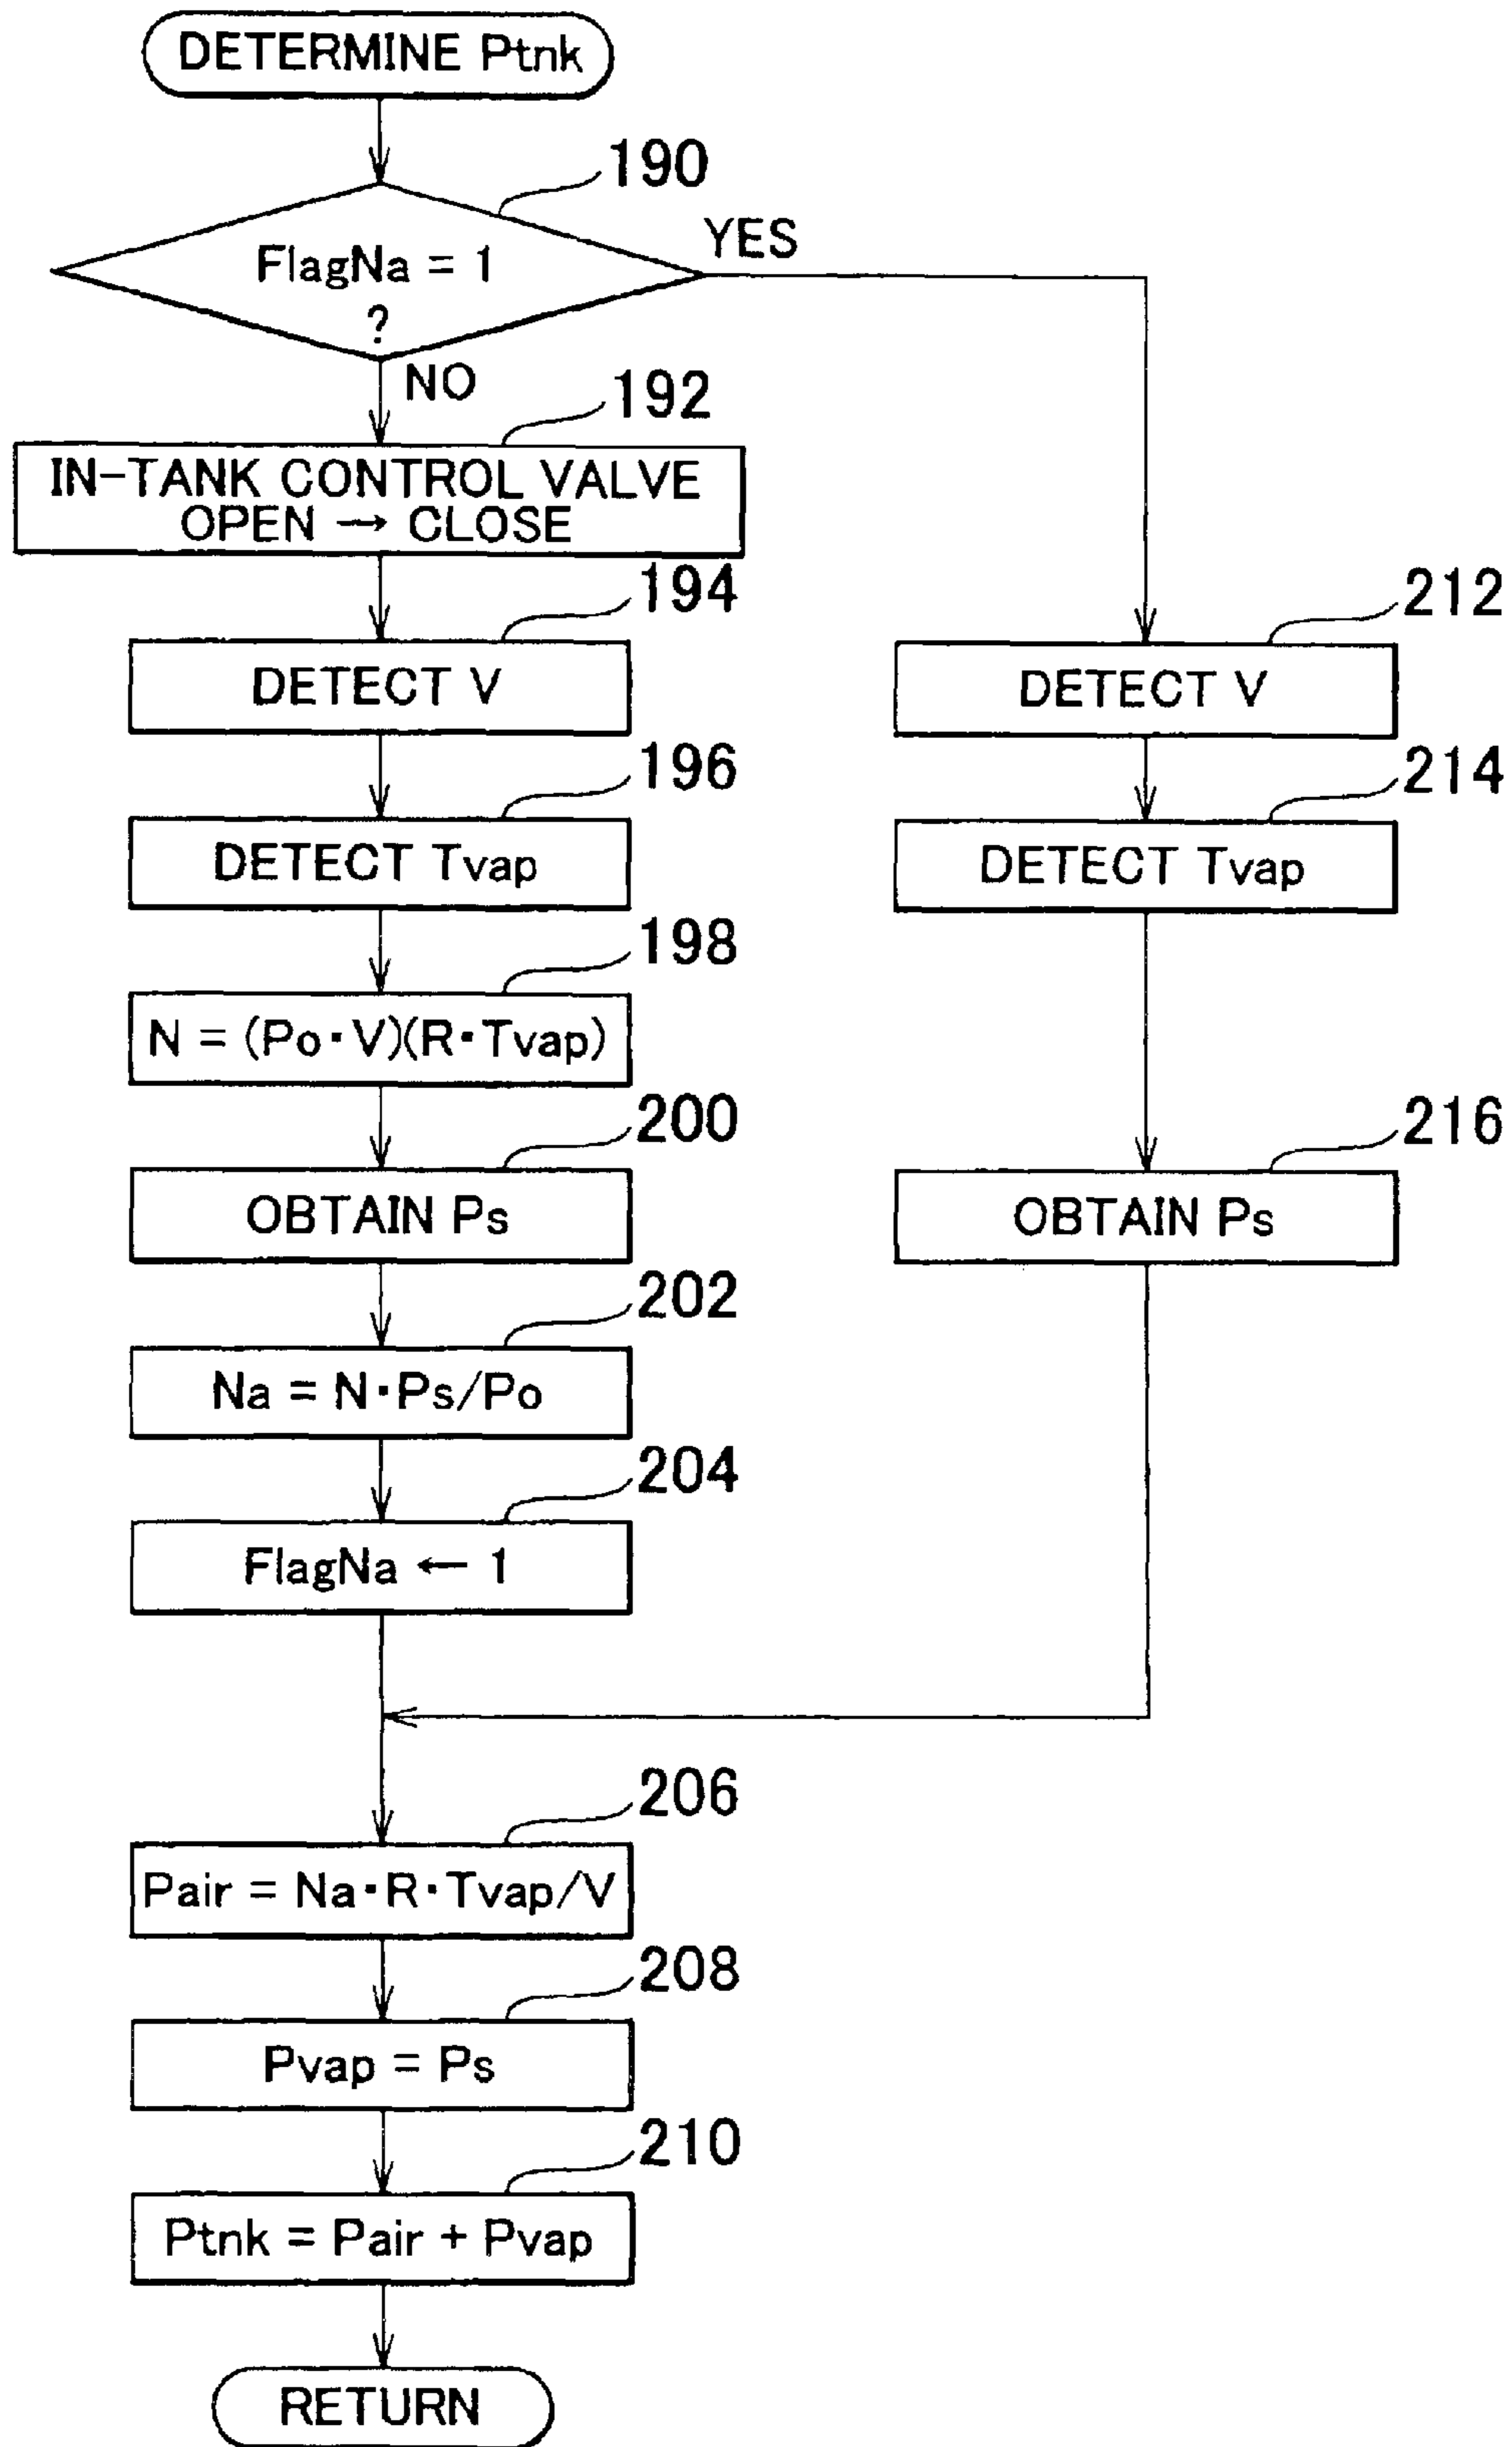 DETERMINE Ptnk
190
FlagNa = 1
?
YES
NO
192
IN-TANK CONTROL VALVE
OPEN → CLOSE
194
DETECT V
196
DETECT Tvap
198
N = (Po·V)(R·Tvap)
200
OBTAIN Ps
202
Na = N·Ps/Po
204
FlagNa ← 1
212
DETECT V
214
DETECT Tvap
216
OBTAIN Ps
206
Pair = Na·R·Tvap/V
208
Pvap = Ps
210
Ptnk = Pair + Pvap
RETURN